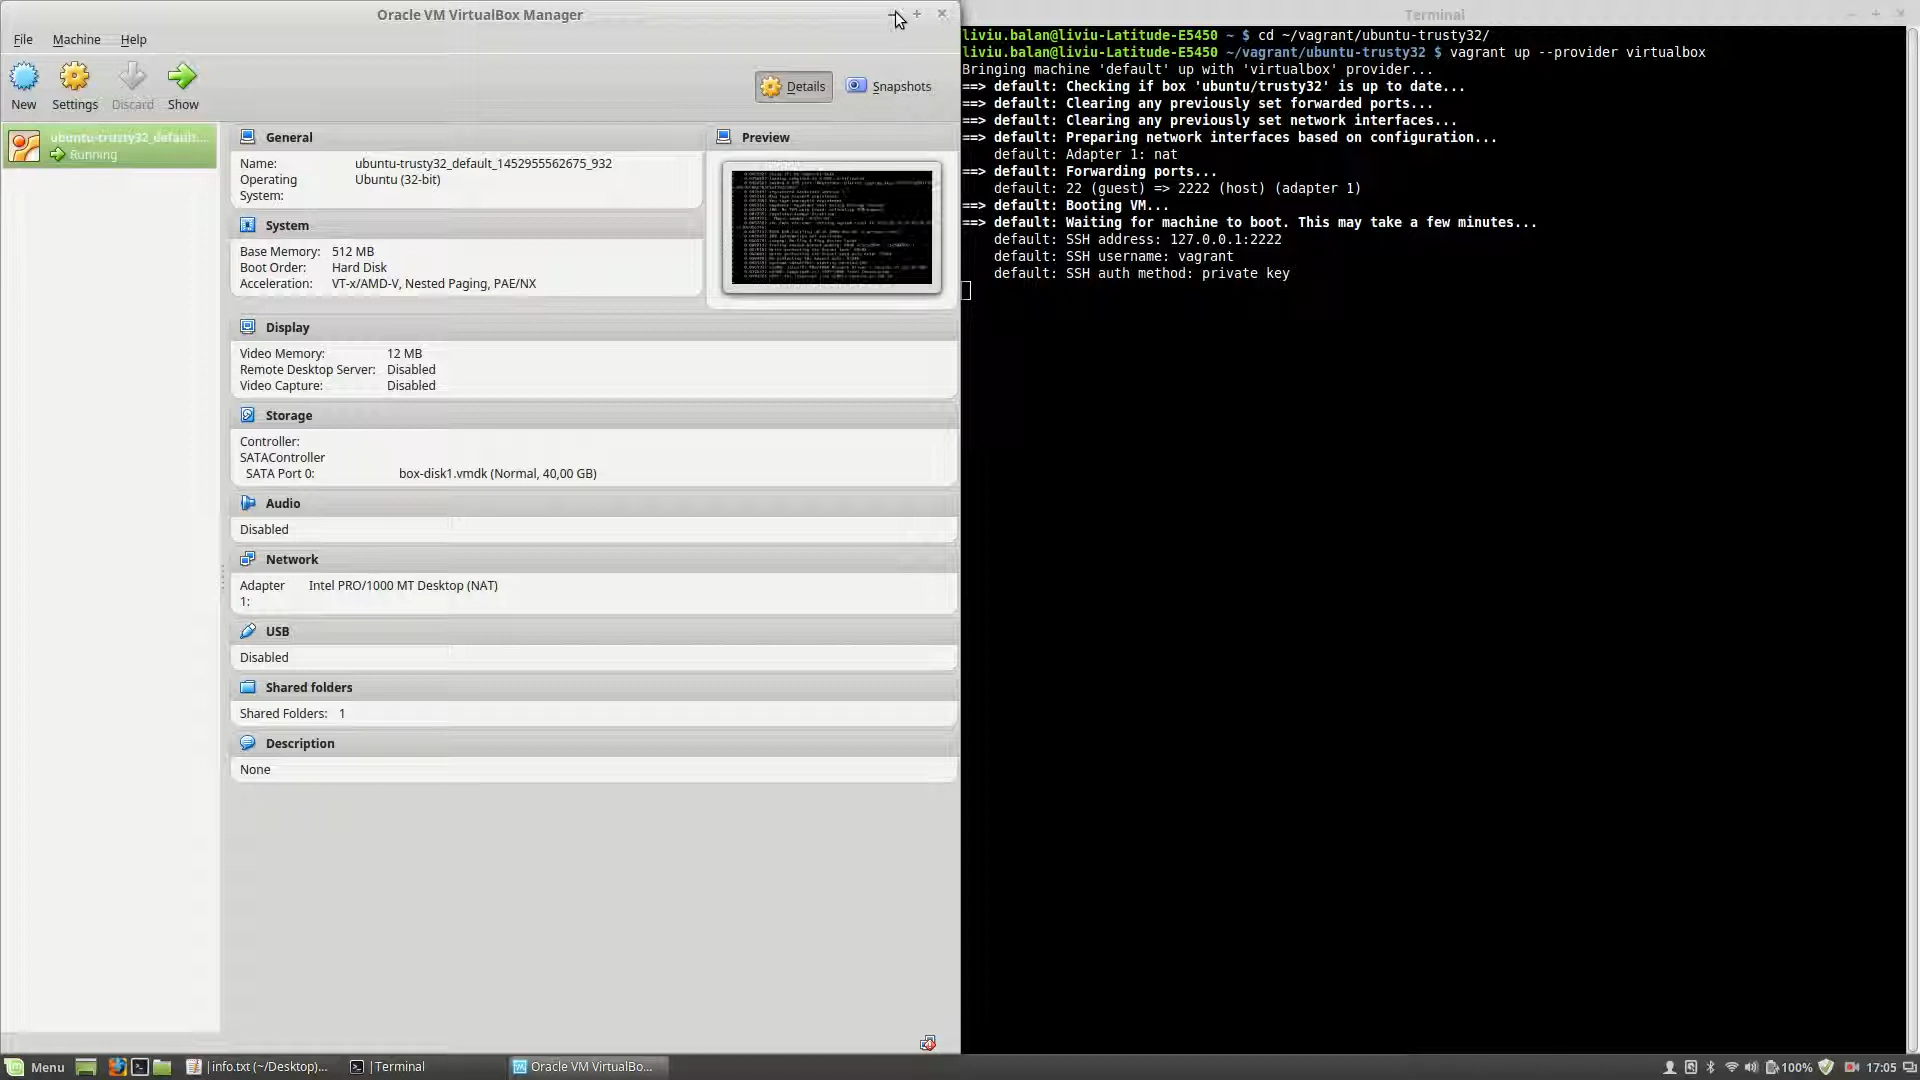 Oracle VM VirtualBox Manager
File Machine Help
New Settings Discard Show
Details Snapshots
ubuntu-trusty32_default...
Running
General
Name: ubuntu-trusty32_default_1452955562675_932
Operating System: Ubuntu (32-bit)
System
Base Memory: 512 MB
Boot Order: Hard Disk
Acceleration: VT-x/AMD-V, Nested Paging, PAE/NX
Preview
Display
Video Memory: 12 MB
Remote Desktop Server: Disabled
Video Capture: Disabled
Storage
Controller:
SATAController
SATA Port 0: box-disk1.vmdk (Normal, 40,00 GB)
Audio
Disabled
Network
Adapter 1: Intel PRO/1000 MT Desktop (NAT)
USB
Disabled
Shared folders
Shared Folders: 1
Description
None
Terminal
liviu.balan@liviu-Latitude-E5450 ~ $ cd ~/vagrant/ubuntu-trusty32/
liviu.balan@liviu-Latitude-E5450 ~/vagrant/ubuntu-trusty32 $ vagrant up --provider virtualbox
Bringing machine 'default' up with 'virtualbox' provider...
==> default: Checking if box 'ubuntu/trusty32' is up to date...
==> default: Clearing any previously set forwarded ports...
==> default: Clearing any previously set network interfaces...
==> default: Preparing network interfaces based on configuration...
default: Adapter 1: nat
==> default: Forwarding ports...
default: 22 (guest) => 2222 (host) (adapter 1)
==> default: Booting VM...
==> default: Waiting for machine to boot. This may take a few minutes...
default: SSH address: 127.0.0.1:2222
default: SSH username: vagrant
default: SSH auth method: private key
Menu
info.txt (~/Desktop)...
Terminal
Oracle VM VirtualBo...
100%
17:05